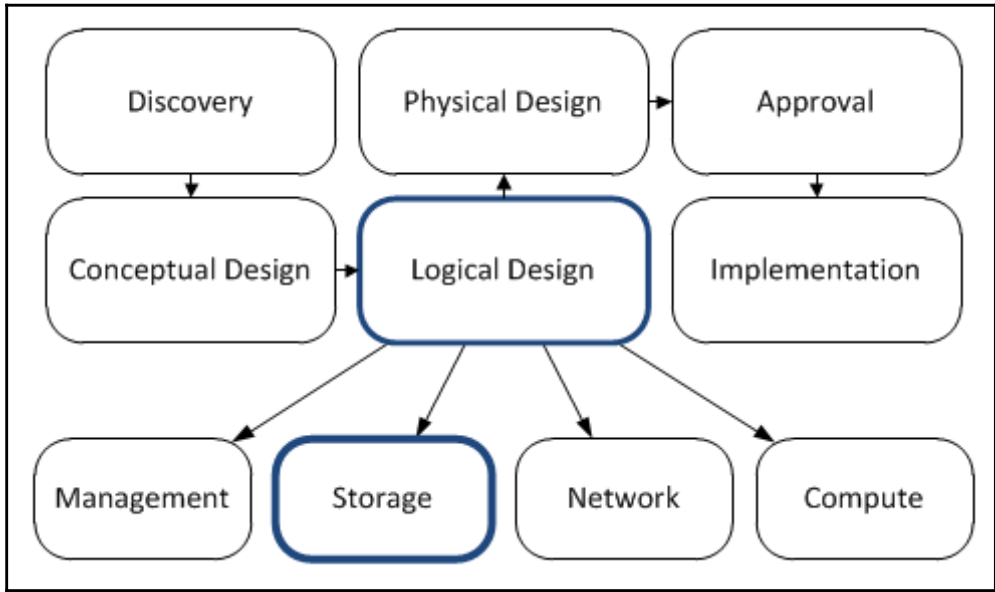 Discovery
Physical Design
Approval
Conceptual Design
Logical Design
Implementation
Management
Storage
Network
Compute